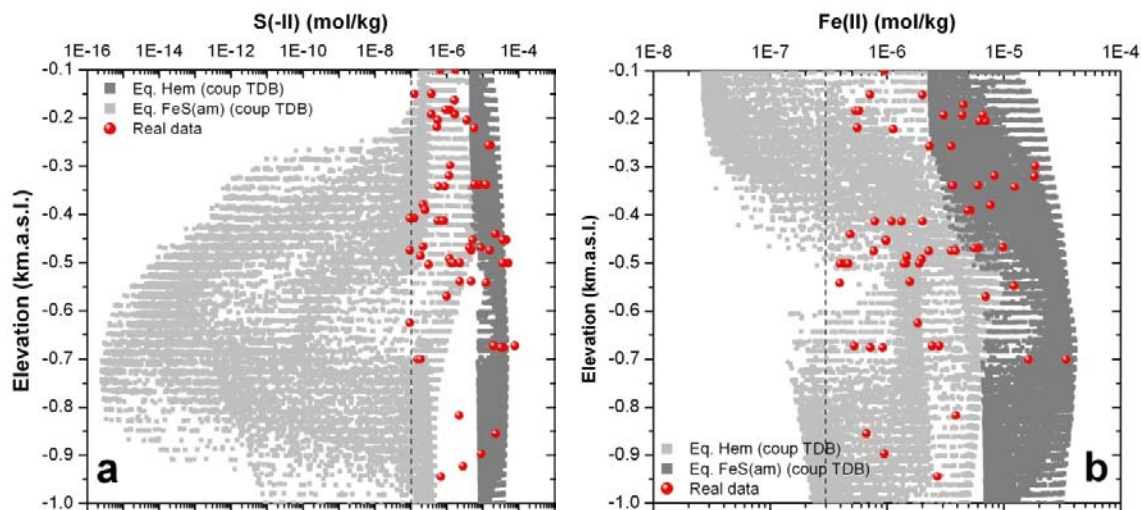 S(-II) (mol/kg)
1E-16 1E-14 1E-12 1E-10 1E-8 1E-6 1E-4
Elevation (km.a.s.l.)
-0.1
-0.2
-0.3
-0.4
-0.5
-0.6
-0.7
-0.8
-0.9
-1.0
Eq. Hem (coup TDB)
Eq. FeS(am) (coup TDB)
Real data
a
Fe(II) (mol/kg)
1E-8 1E-7 1E-6 1E-5 1E-4
Elevation (km.a.s.l.)
-0.1
-0.2
-0.3
-0.4
-0.5
-0.6
-0.7
-0.8
-0.9
-1.0
Eq. Hem (coup TDB)
Eq. FeS(am) (coup TDB)
Real data
b